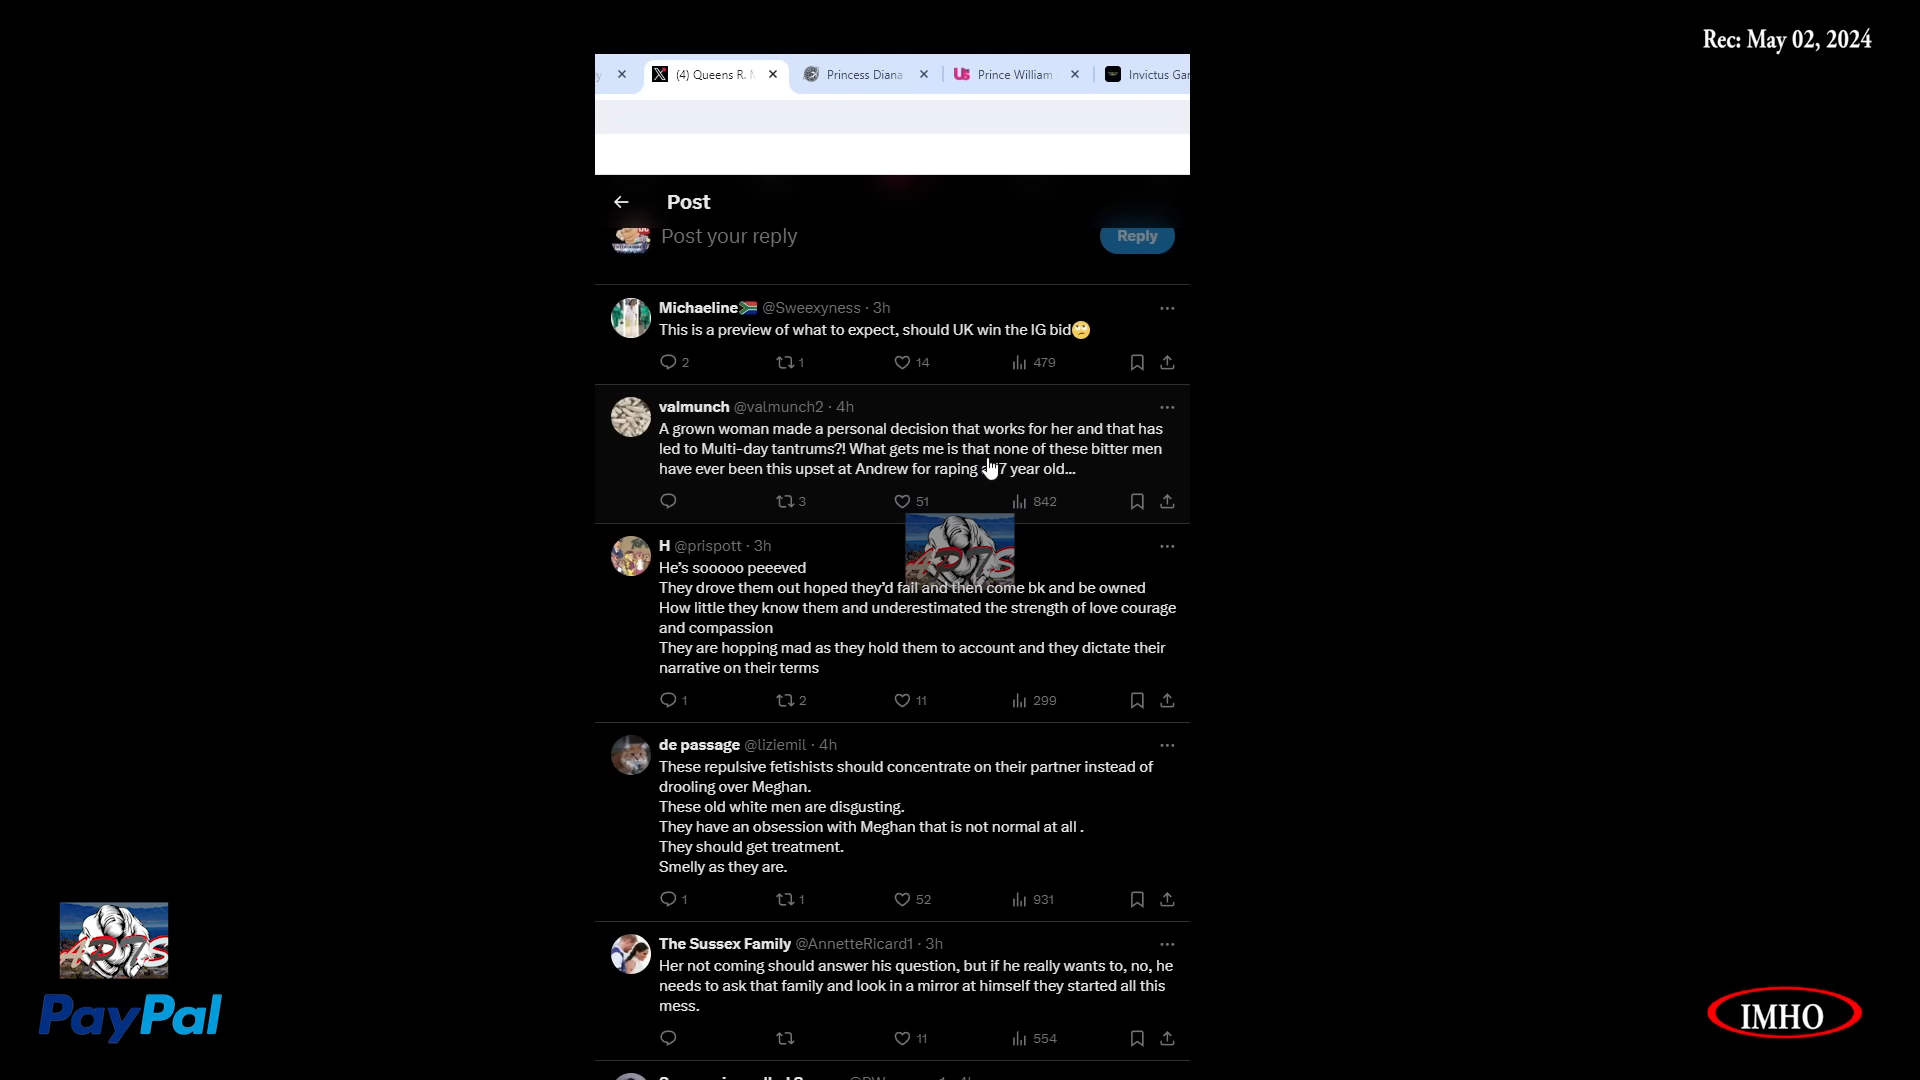 Rec: May 02, 2024
(4) Queens R.
Princess Diana
Prince William
Invictus Gar
Post
Post your reply
Reply
Michaeline🇿🇦 @Sweexyness · 3h
This is a preview of what to expect, should UK win the IG bid🙄
2 1 14 479
valmunch @valmunch2 · 4h
A grown woman made a personal decision that works for her and that has
led to Multi-day tantrums?! What gets me is that none of these bitter men
have ever been this upset at Andrew for raping 7 year old...
3 51 842
H @prispott · 3h
He's sooooo peeeved
They drove them out hoped they'd fail and then come bk and be owned
How little they know them and underestimated the strength of love courage
and compassion
They are hopping mad as they hold them to account and they dictate their
narrative on their terms
1 2 11 299
de passage @liziemil · 4h
These repulsive fetishists should concentrate on their partner instead of
drooling over Meghan.
These old white men are disgusting.
They have an obsession with Meghan that is not normal at all .
They should get treatment.
Smelly as they are.
1 1 52 931
The Sussex Family @AnnetteRicard1 · 3h
Her not coming should answer his question, but if he really wants to, no, he
needs to ask that family and look in a mirror at himself they started all this
mess.
11 554
PayPal
IMHO